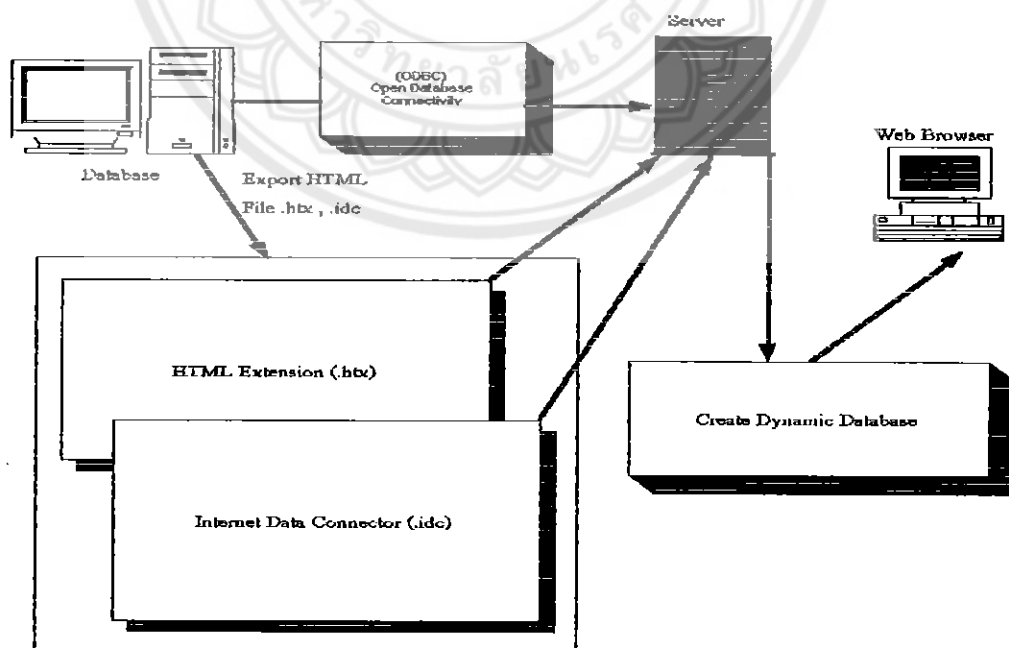 Server
(ODBC)
Open Database
Connectivity
Web Browser
Database
Export HTML
File .htx , .idc
HTML Extension (.htx)
Create Dynamic Database
Internet Data Connector (.idc)